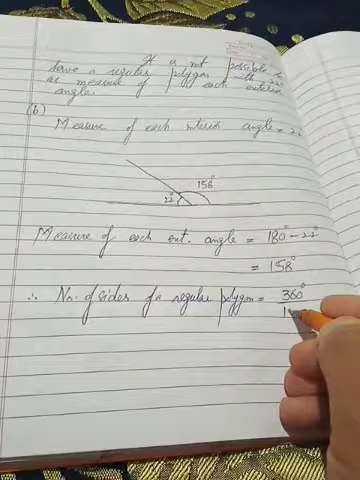 It is not possible to
have a regular polygon with
as measure of each exterior
angle.
(b)
Measure of each interior angle = 22
158°
22°
Measure of each ext. angle = 180° - 22°
= 158°
∴ No. of sides of a regular polygon = 360°
1